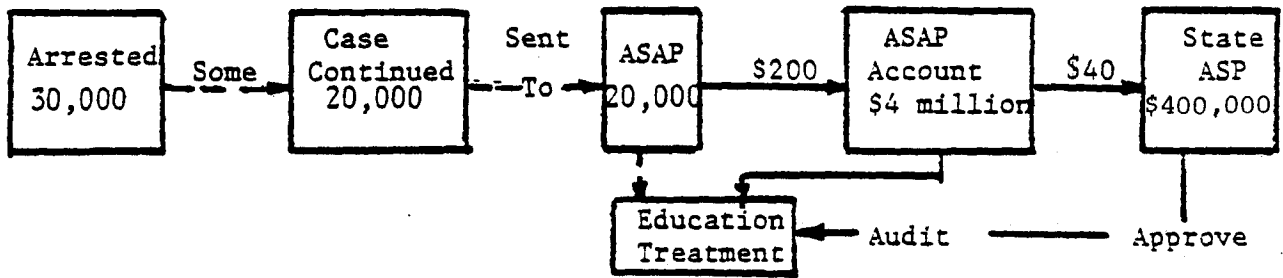 Arrested
30,000
Some
Case
Continued
20,000
Sent
To
ASAP
20,000
$200
ASAP
Account
$4 million
$40
State
ASP
$400,000
Education
Treatment
Audit
Approve